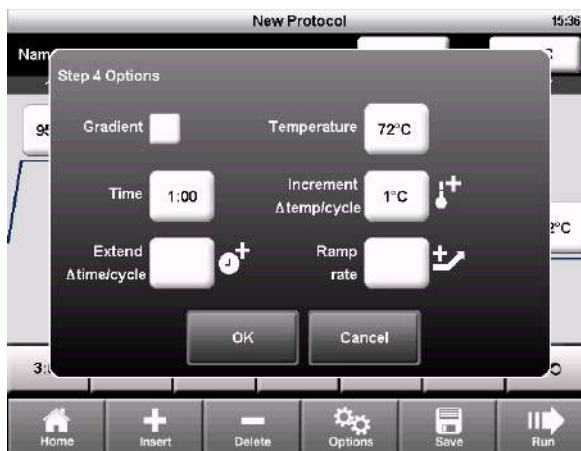 New Protocol 15:36
Name
Step 4 Options
Gradient
Temperature 72°C
Time 1:00
Increment
Δtemp/cycle 1°C
Extend
Δtime/cycle
Ramp
rate
OK Cancel
Home Insert Delete Options Save Run